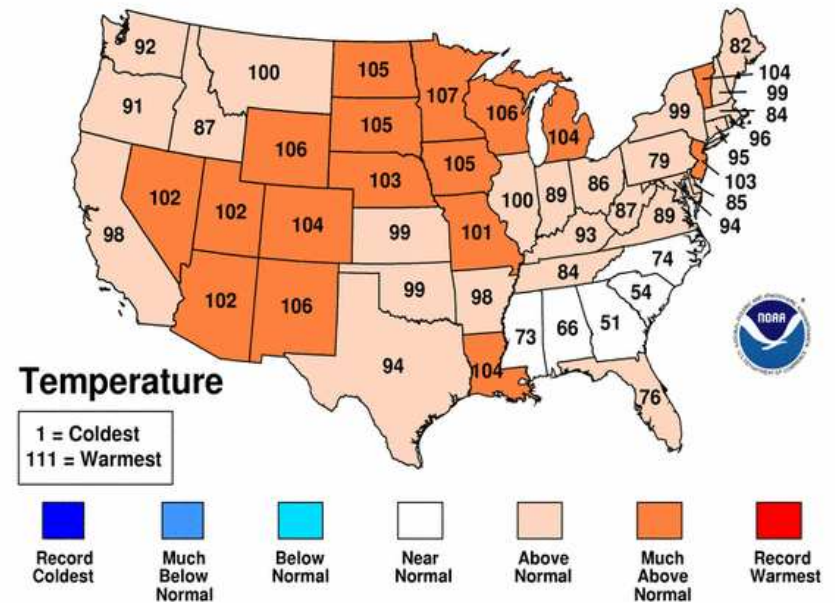 92
91
87
100
98
102
102
106
104
102
106
105
105
103
99
99
94
107
105
101
98
104
106
104
100
89
86
87
93
84
73
66
51
54
74
76
89
79
99
82
104
99
84
96
95
103
85
94
NOAA
Temperature
1 = Coldest
111 = Warmest
Record
Coldest
Much
Below
Normal
Below
Normal
Near
Normal
Above
Normal
Much
Above
Normal
Record
Warmest